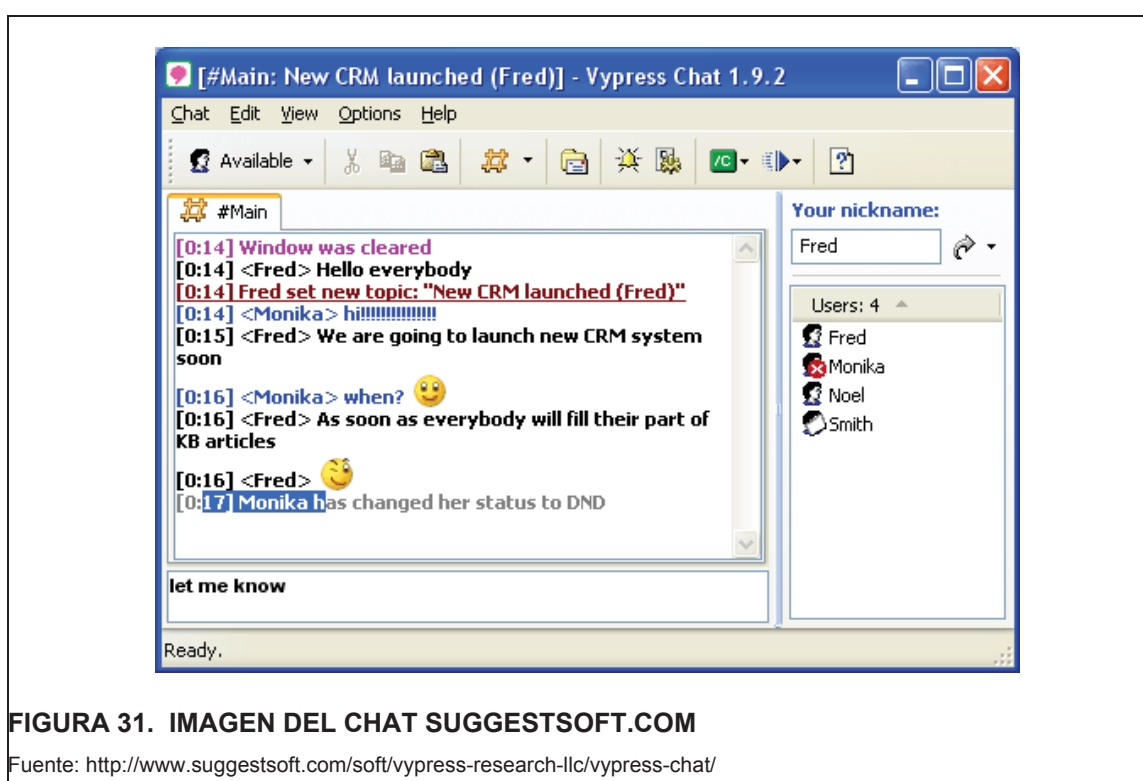 [#Main: New CRM launched (Fred)] - Vypress Chat 1.9.2
Chat Edit View Options Help
Available
/C
#Main
[0:14] Window was cleared
[0:14] <Fred> Hello everybody
[0:14] Fred set new topic: "New CRM launched (Fred)"
[0:14] <Monika> hi!!!!!!!!!!!!!!!
[0:15] <Fred> We are going to launch new CRM system
soon
[0:16] <Monika> when?
[0:16] <Fred> As soon as everybody will fill their part of
KB articles
[0:16] <Fred>
[0:17] Monika has changed her status to DND
let me know
Your nickname:
Fred
Users: 4
Fred
Monika
Noel
Smith
Ready.
FIGURA 31. IMAGEN DEL CHAT SUGGESTSOFT.COM
Fuente: http://www.suggestsoft.com/soft/vypress-research-llc/vypress-chat/